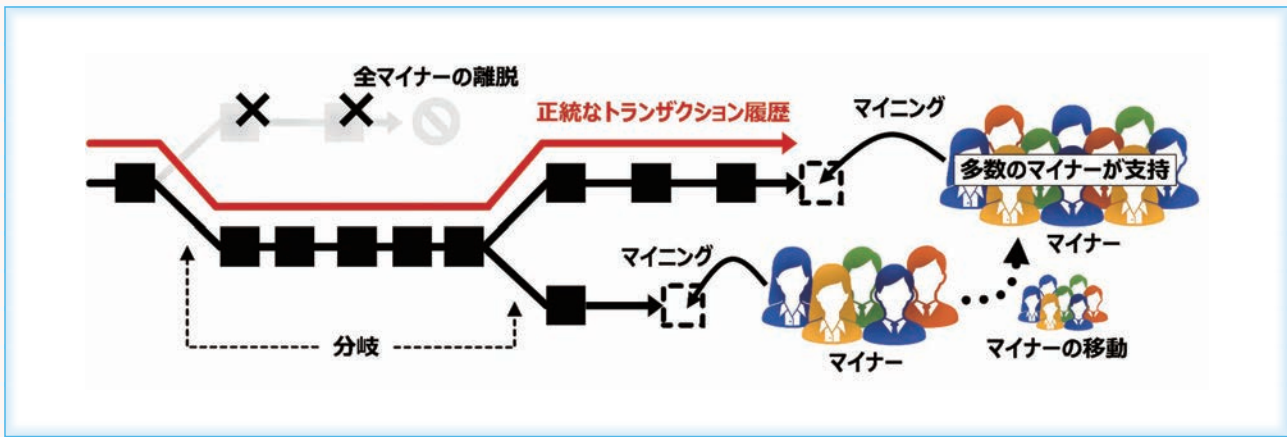 全マイナーの離脱
正統なトランザクション履歴
マイニング
多数のマイナーが支持
マイナー
マイニング
マイナー
マイナーの移動
分岐